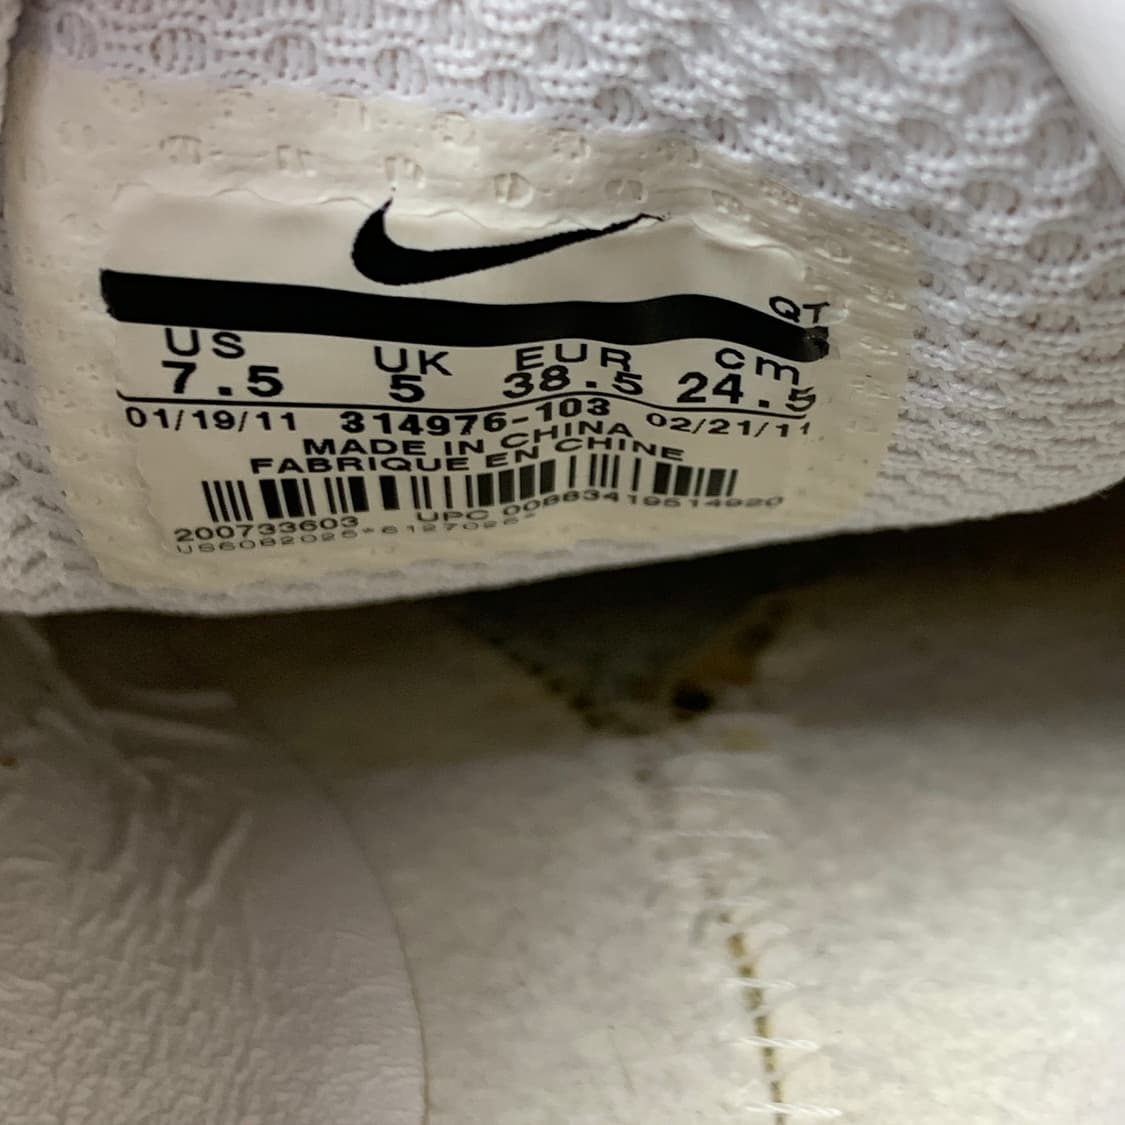 QT
US UK EUR cm
7.5 5 38.5 24.5
01/19/11 314976-103 02/21/11
MADE IN CHINA
FABRIQUE EN CHINE
200733603 UPC 00883419514920